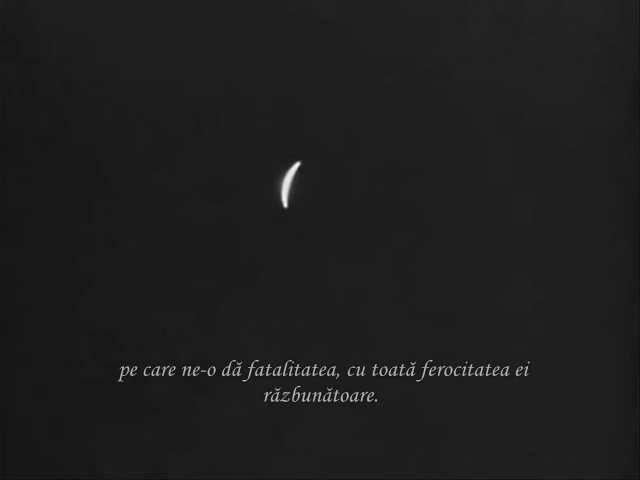 pe care ne-o dă fatalitatea, cu toată ferocitatea ei
răzbunătoare.